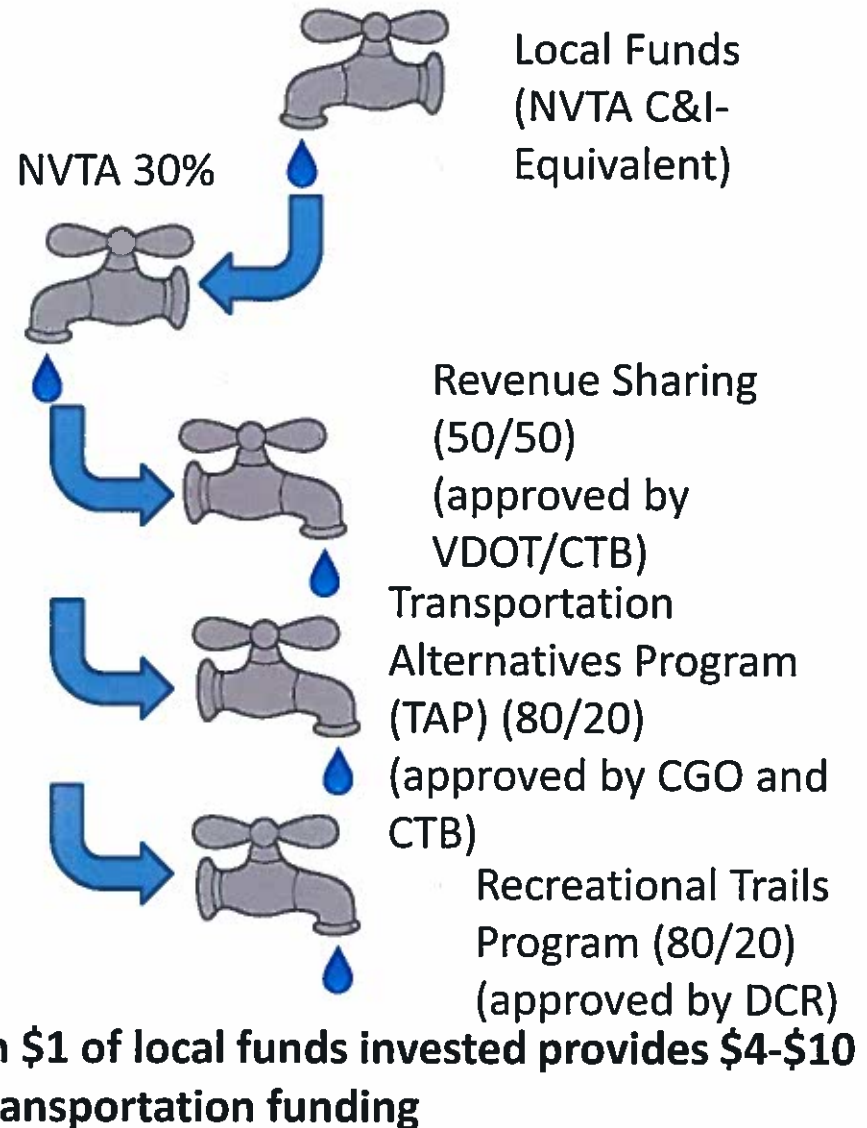 Local Funds
(NVTA C&I-
Equivalent)
NVTA 30%
Revenue Sharing
(50/50)
(approved by
VDOT/CTB)
Transportation
Alternatives Program
(TAP) (80/20)
(approved by CGO and
CTB)
Recreational Trails
Program (80/20)
(approved by DCR)
$1 of local funds invested provides $4-$10
funding